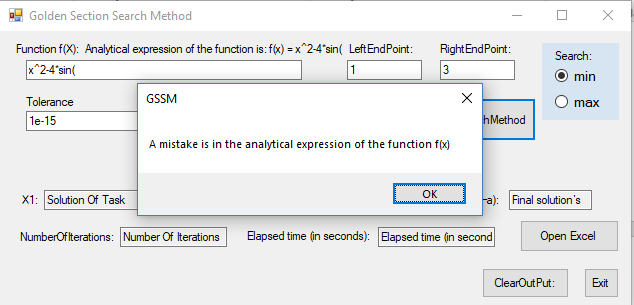 Golden Section Search Method
Function f(X): Analytical expression of the function is: f(x) = x^2-4*sin( LeftEndPoint: RightEndPoint:
x^2-4*sin( 1 3
Search:
min
max
Tolerance
1e-15
hMethod
GSSM
A mistake is in the analytical expression of the function f(x)
OK
X1: Solution Of Task -a): Final solution`s
NumberOfIterations: Number Of Iterations Elapsed time (in seconds): Elapsed time (in second Open Excel
ClearOutPut: Exit